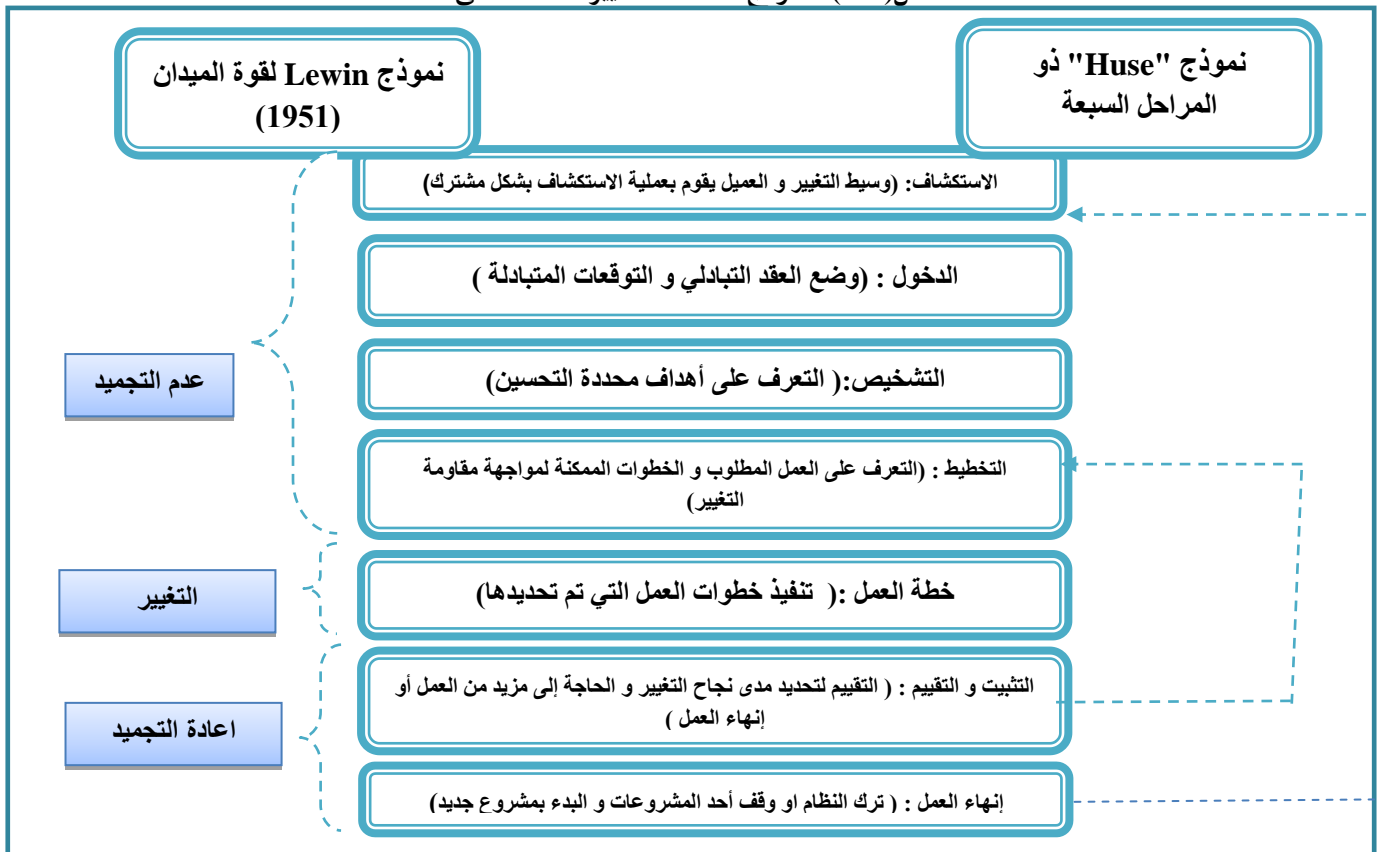 نموذج "Huse" ذو
المراحل السبعة
نموذج Lewin لقوة الميدان
(1951)
الاستكشاف: (وسيط التغيير و العميل يقوم بعملية الاستكشاف بشكل مشترك)
الدخول : (وضع العقد التبادلي و التوقعات المتبادلة )
التشخيص:( التعرف على أهداف محددة التحسين)
عدم التجميد
التخطيط : (التعرف على العمل المطلوب و الخطوات الممكنة لمواجهة مقاومة
التغيير)
خطة العمل :( تنفيذ خطوات العمل التي تم تحديدها)
التغيير
التثبيت و التقييم : ( التقييم لتحديد مدى نجاح التغيير و الحاجة إلى مزيد من العمل أو
إنهاء العمل )
اعادة التجميد
إنهاء العمل : ( ترك النظام او وقف أحد المشروعات و البدء بمشروع جديد)